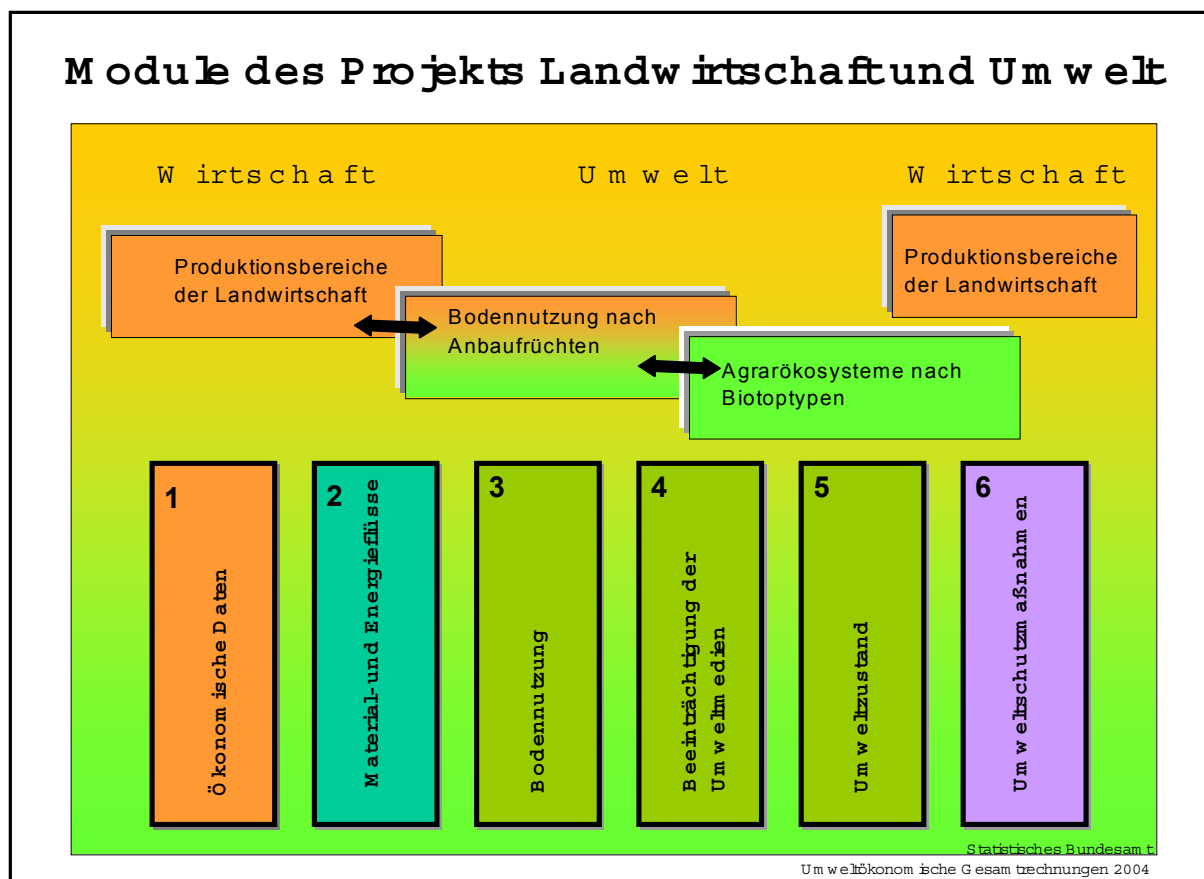 Module des Projekts Landwirtschaft und Umwelt
Wirtschaft Umwelt Wirtschaft
Produktionsbereiche
der Landwirtschaft
Produktionsbereiche
der Landwirtschaft
Bodennutzung nach
Anbaufrüchten
Agrarökosysteme nach
Biotoptypen
1
Ökonomische Daten
2
Material- und Energieflüsse
3
Bodennutzung
4
Beeinträchtigung der
Umweltmedien
5
Umweltzustand
6
Umweltschutzmaßnahmen
Statistisches Bundesamt
Umweltökonomische Gesamtrechnungen 2004